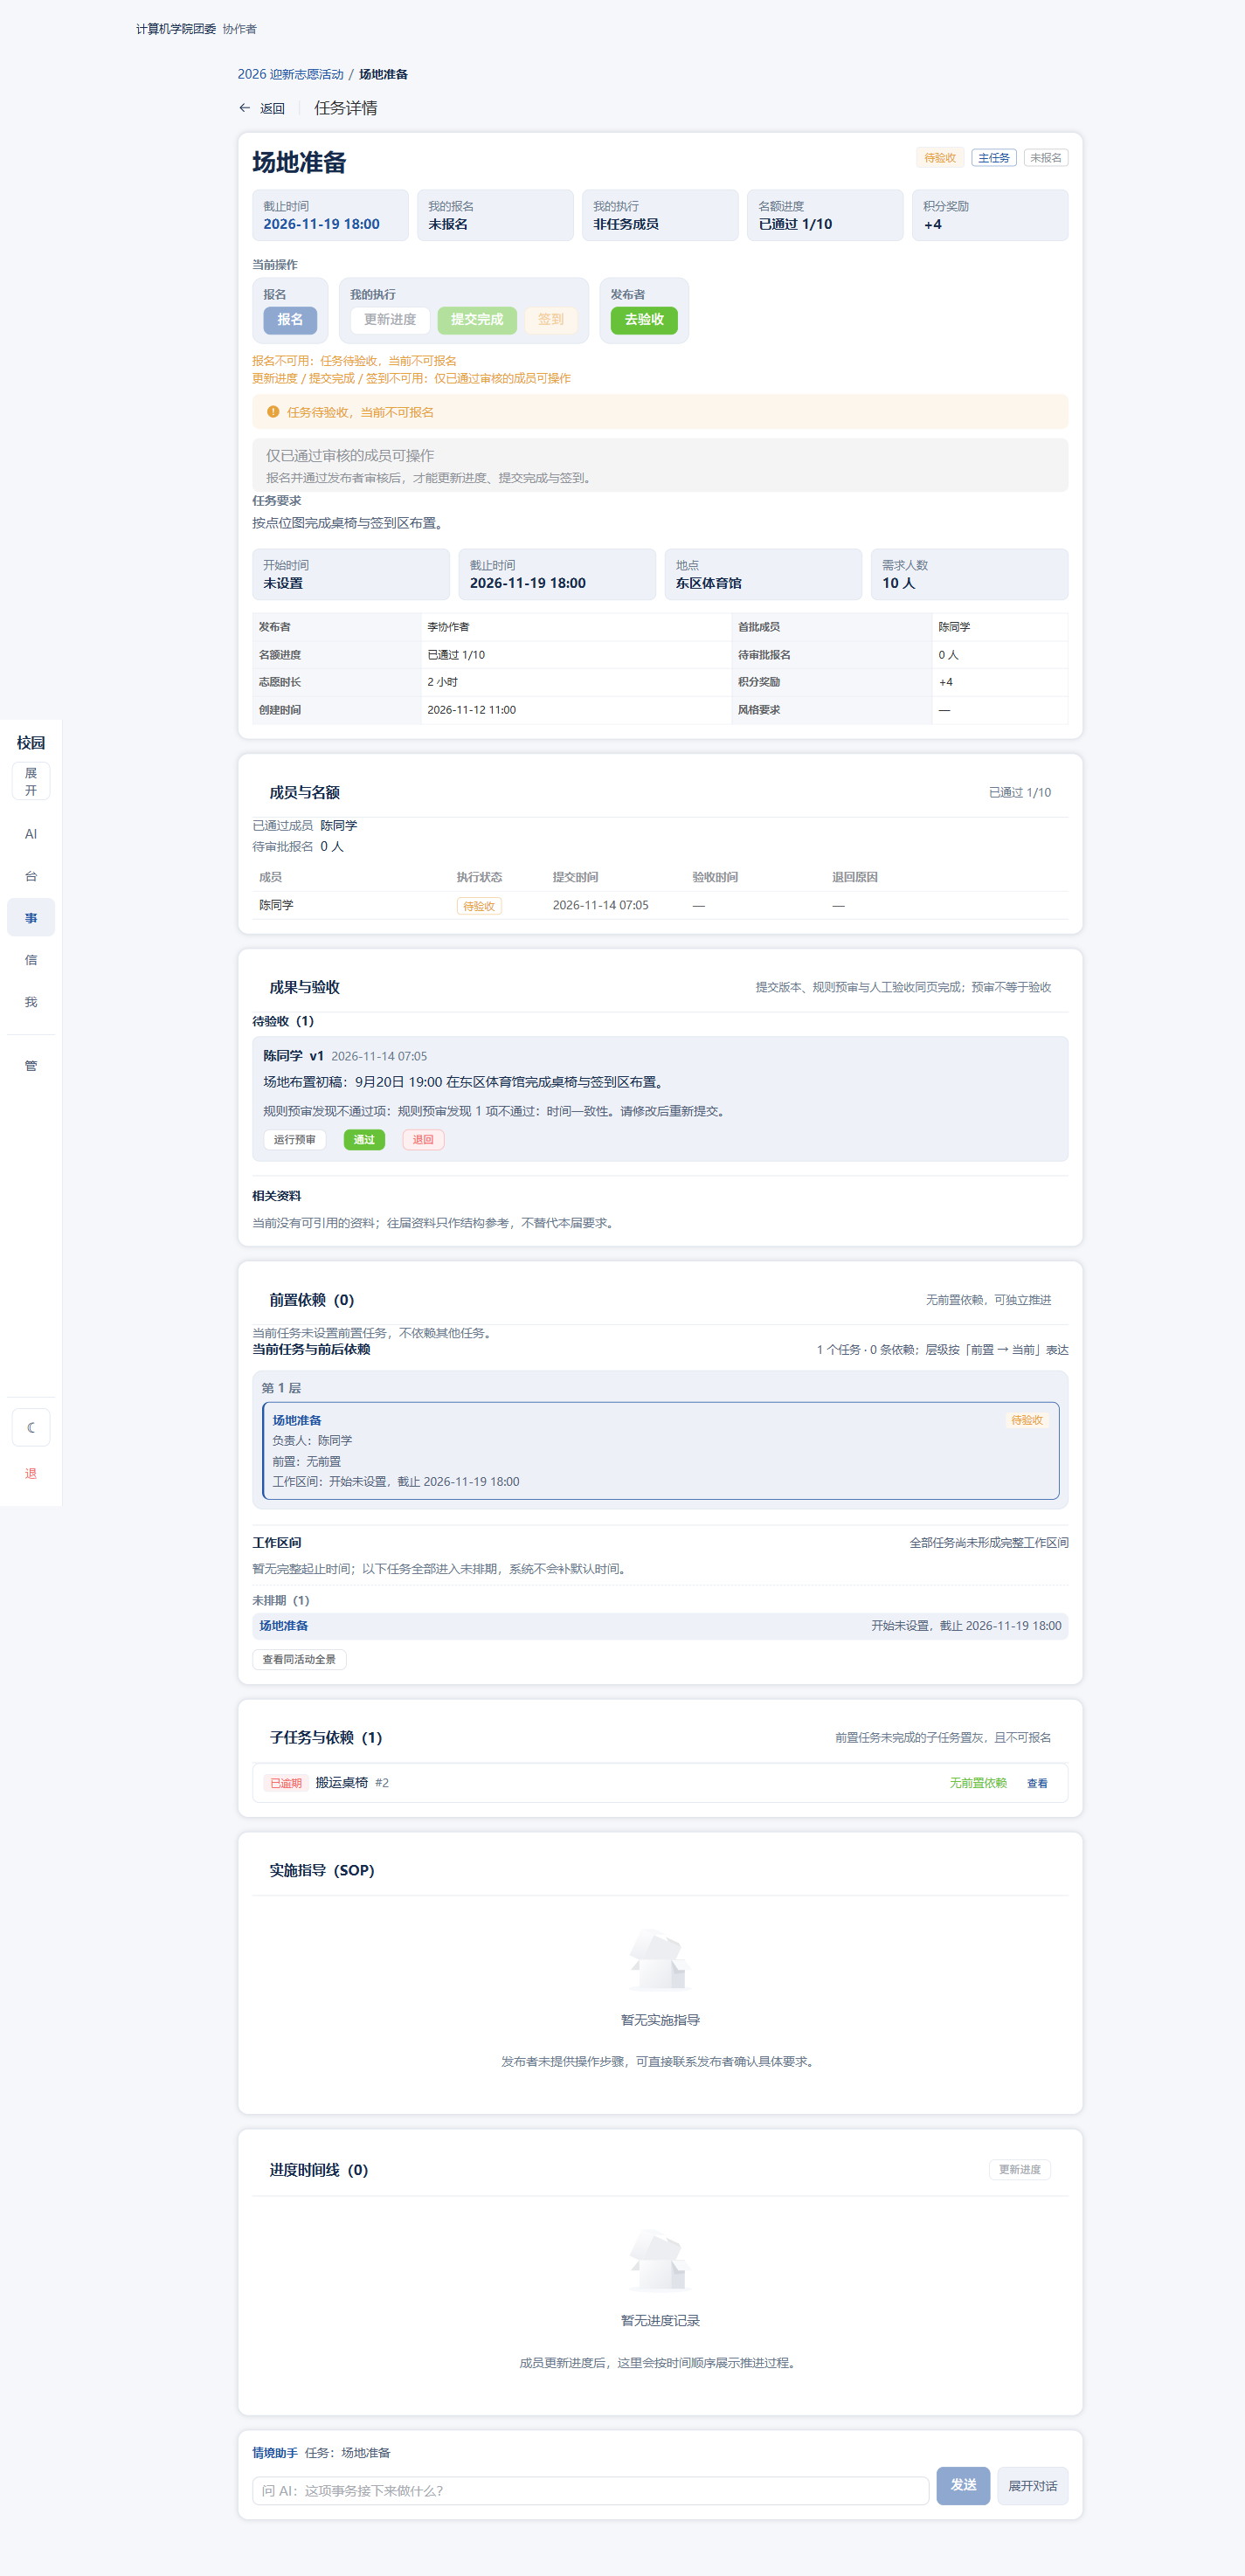 计算机学院团委 协作者
2026 迎新志愿活动 / 场地准备
← 返回 任务详情
场地准备 待验收 主任务 未报名
截止时间 我的报名 我的执行 名额进度 积分奖励
2026-11-19 18:00 未报名 非任务成员 已通过 1/10 +4
当前操作
报名 我的执行 发布者
报名 更新进度 提交完成 签到 去验收
报名不可用：任务待验收，当前不可报名
更新进度 / 提交完成 / 签到不可用：仅已通过审核的成员可操作
任务待验收，当前不可报名
仅已通过审核的成员可操作
报名并通过发布者审核后，才能更新进度、提交完成与签到。
任务要求
按点位图完成桌椅与签到区布置。
开始时间 截止时间 地点 需求人数
未设置 2026-11-19 18:00 东区体育馆 10 人
发布者 李协作者 首批成员 陈同学
名额进度 已通过 1/10 待审批报名 0 人
志愿时长 2 小时 积分奖励 +4
创建时间 2026-11-12 11:00 风格要求 —
校园
展
开
AI
台
事
信
我
管
☾
退
成员与名额 已通过 1/10
已通过成员 陈同学
待审批报名 0 人
成员 执行状态 提交时间 验收时间 退回原因
陈同学 待验收 2026-11-14 07:05 — —
成果与验收 提交版本、规则预审与人工验收同页完成；预审不等于验收
待验收（1）
陈同学 v1 2026-11-14 07:05
场地布置初稿：9月20日 19:00 在东区体育馆完成桌椅与签到区布置。
规则预审发现不通过项：规则预审发现 1 项不通过：时间一致性。请修改后重新提交。
运行预审 通过 退回
相关资料
当前没有可引用的资料；往届资料只作结构参考，不替代本届要求。
前置依赖（0） 无前置依赖，可独立推进
当前任务未设置前置任务，不依赖其他任务。
当前任务与前后依赖 1 个任务 · 0 条依赖；层级按「前置 → 当前」表达
第 1 层
场地准备 待验收
负责人：陈同学
前置：无前置
工作区间：开始未设置，截止 2026-11-19 18:00
工作区间 全部任务尚未形成完整工作区间
暂无完整起止时间；以下任务全部进入未排期，系统不会补默认时间。
未排期（1）
场地准备 开始未设置，截止 2026-11-19 18:00
查看同活动全景
子任务与依赖（1） 前置任务未完成的子任务置灰，且不可报名
已逾期 搬运桌椅 #2 无前置依赖 查看
实施指导（SOP）
暂无实施指导
发布者未提供操作步骤，可直接联系发布者确认具体要求。
进度时间线（0） 更新进度
暂无进度记录
成员更新进度后，这里会按时间顺序展示推进过程。
情境助手 任务：场地准备
问 AI：这项事务接下来做什么? 发送 展开对话